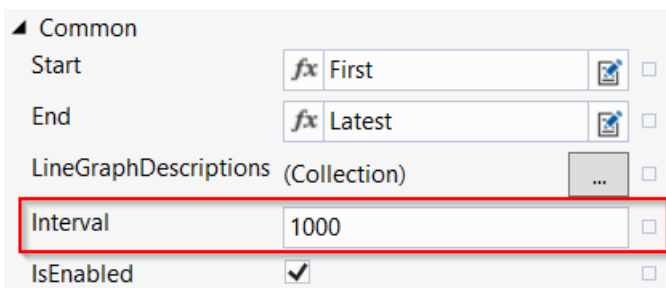 Common
Start fx First
End fx Latest
LineGraphDescriptions (Collection) ...
Interval 1000
IsEnabled